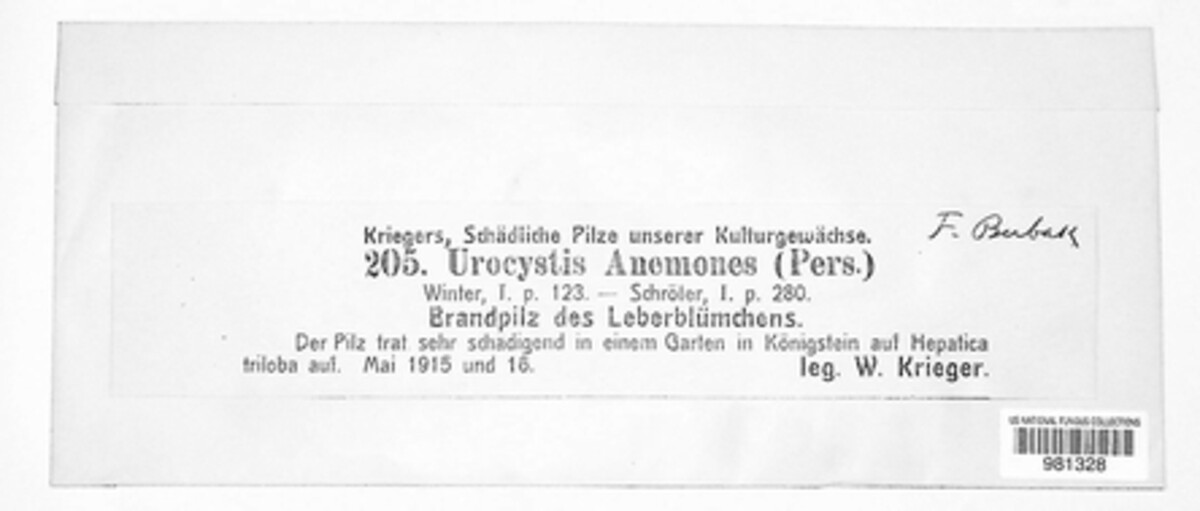 Kriegers, Schädliche Pilze unserer Kulturgewächse.
F. Bubak
205. Urocystis Anemones (Pers.)
Winter, I. p. 123. — Schröter, I. p. 280.
Brandpilz des Leberblümchens.
Der Pilz trat sehr schädigend in einem Garten in Königstein auf Hepatica
triloba auf. Mai 1915 und 16.
leg. W. Krieger.
US NATIONAL FUNGUS COLLECTIONS
981328